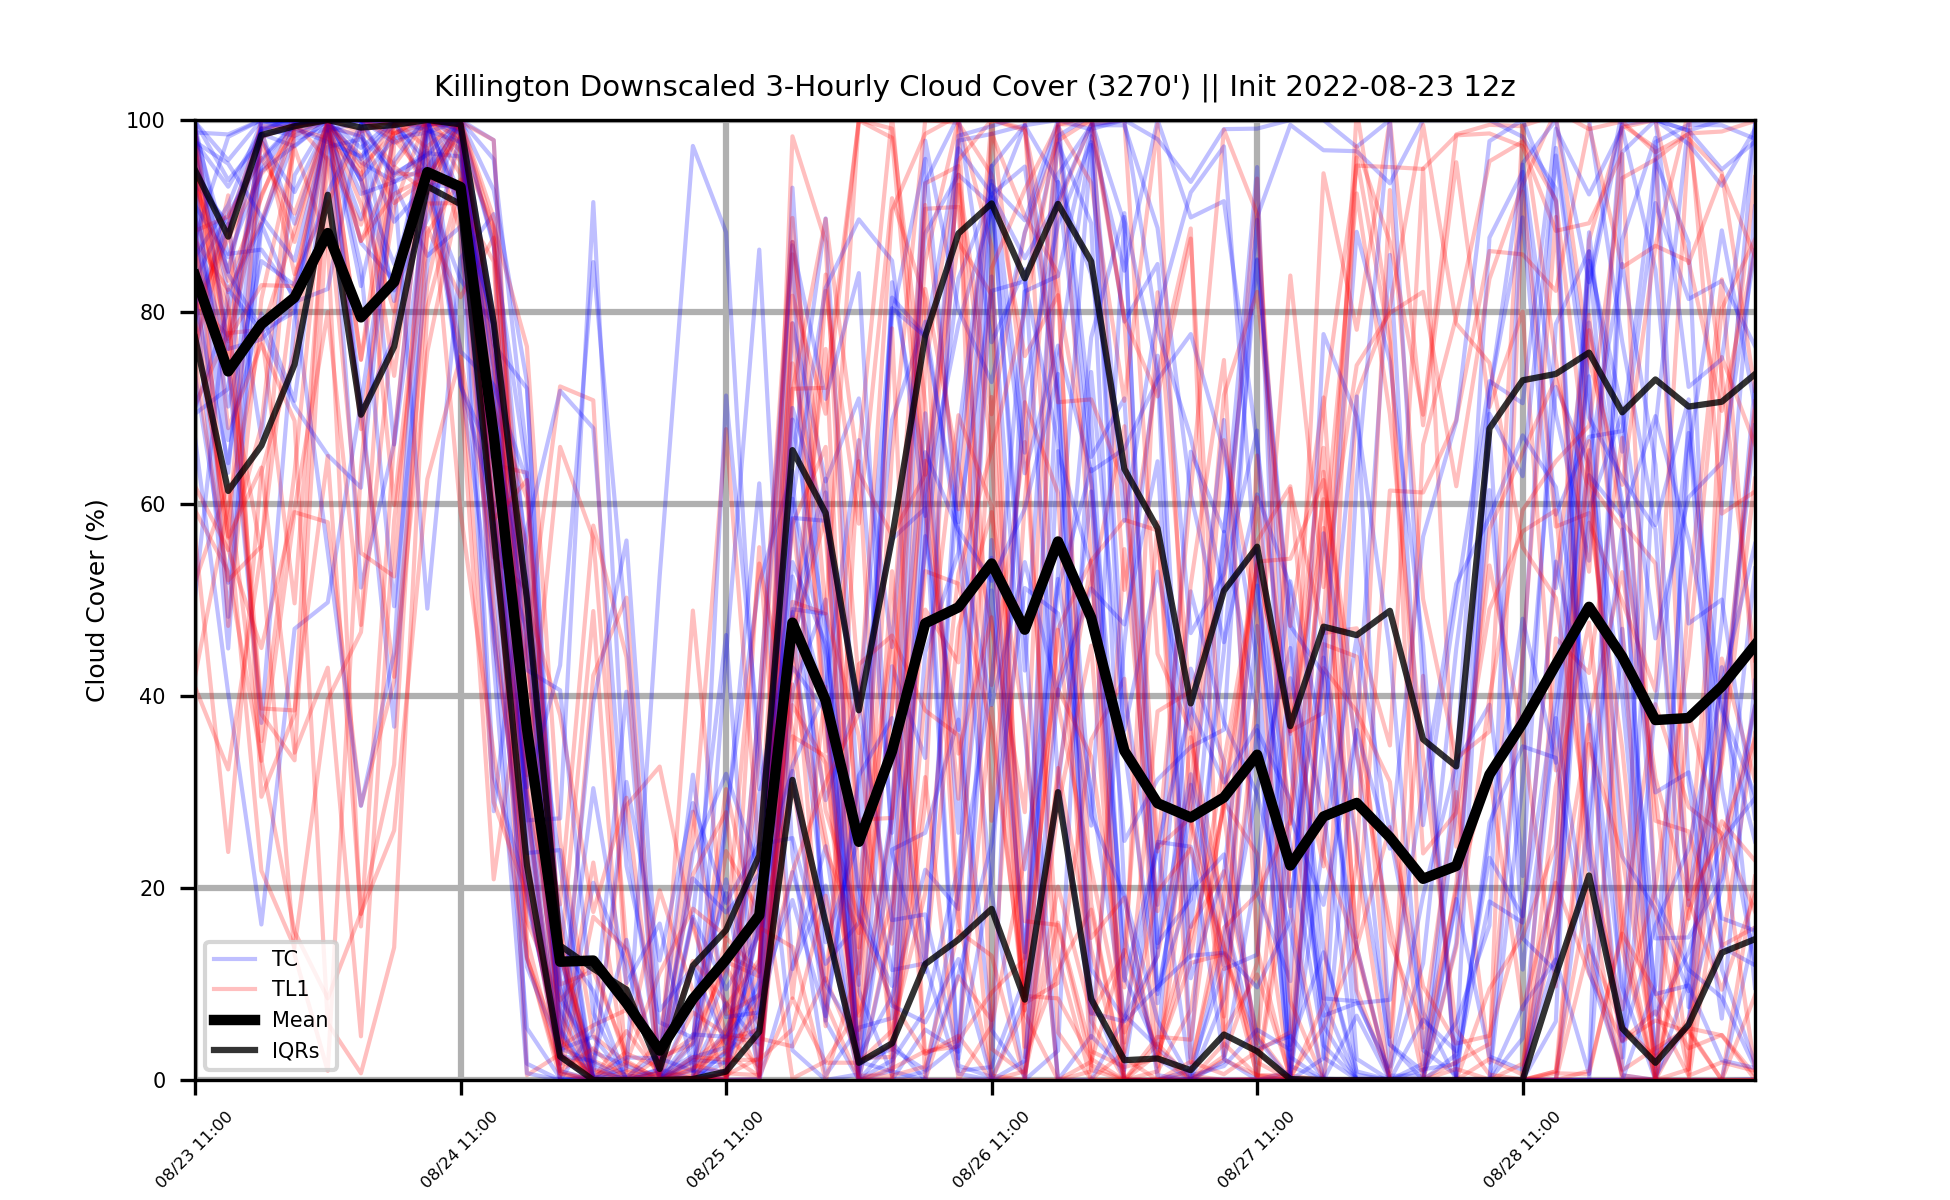 Killington Downscaled 3-Hourly Cloud Cover (3270') || Init 2022-08-23 12z
100
80
60
40
20
0
Cloud Cover (%)
TC
TL1
Mean
IQRs
08/23 11:00
08/24 11:00
08/25 11:00
08/26 11:00
08/27 11:00
08/28 11:00